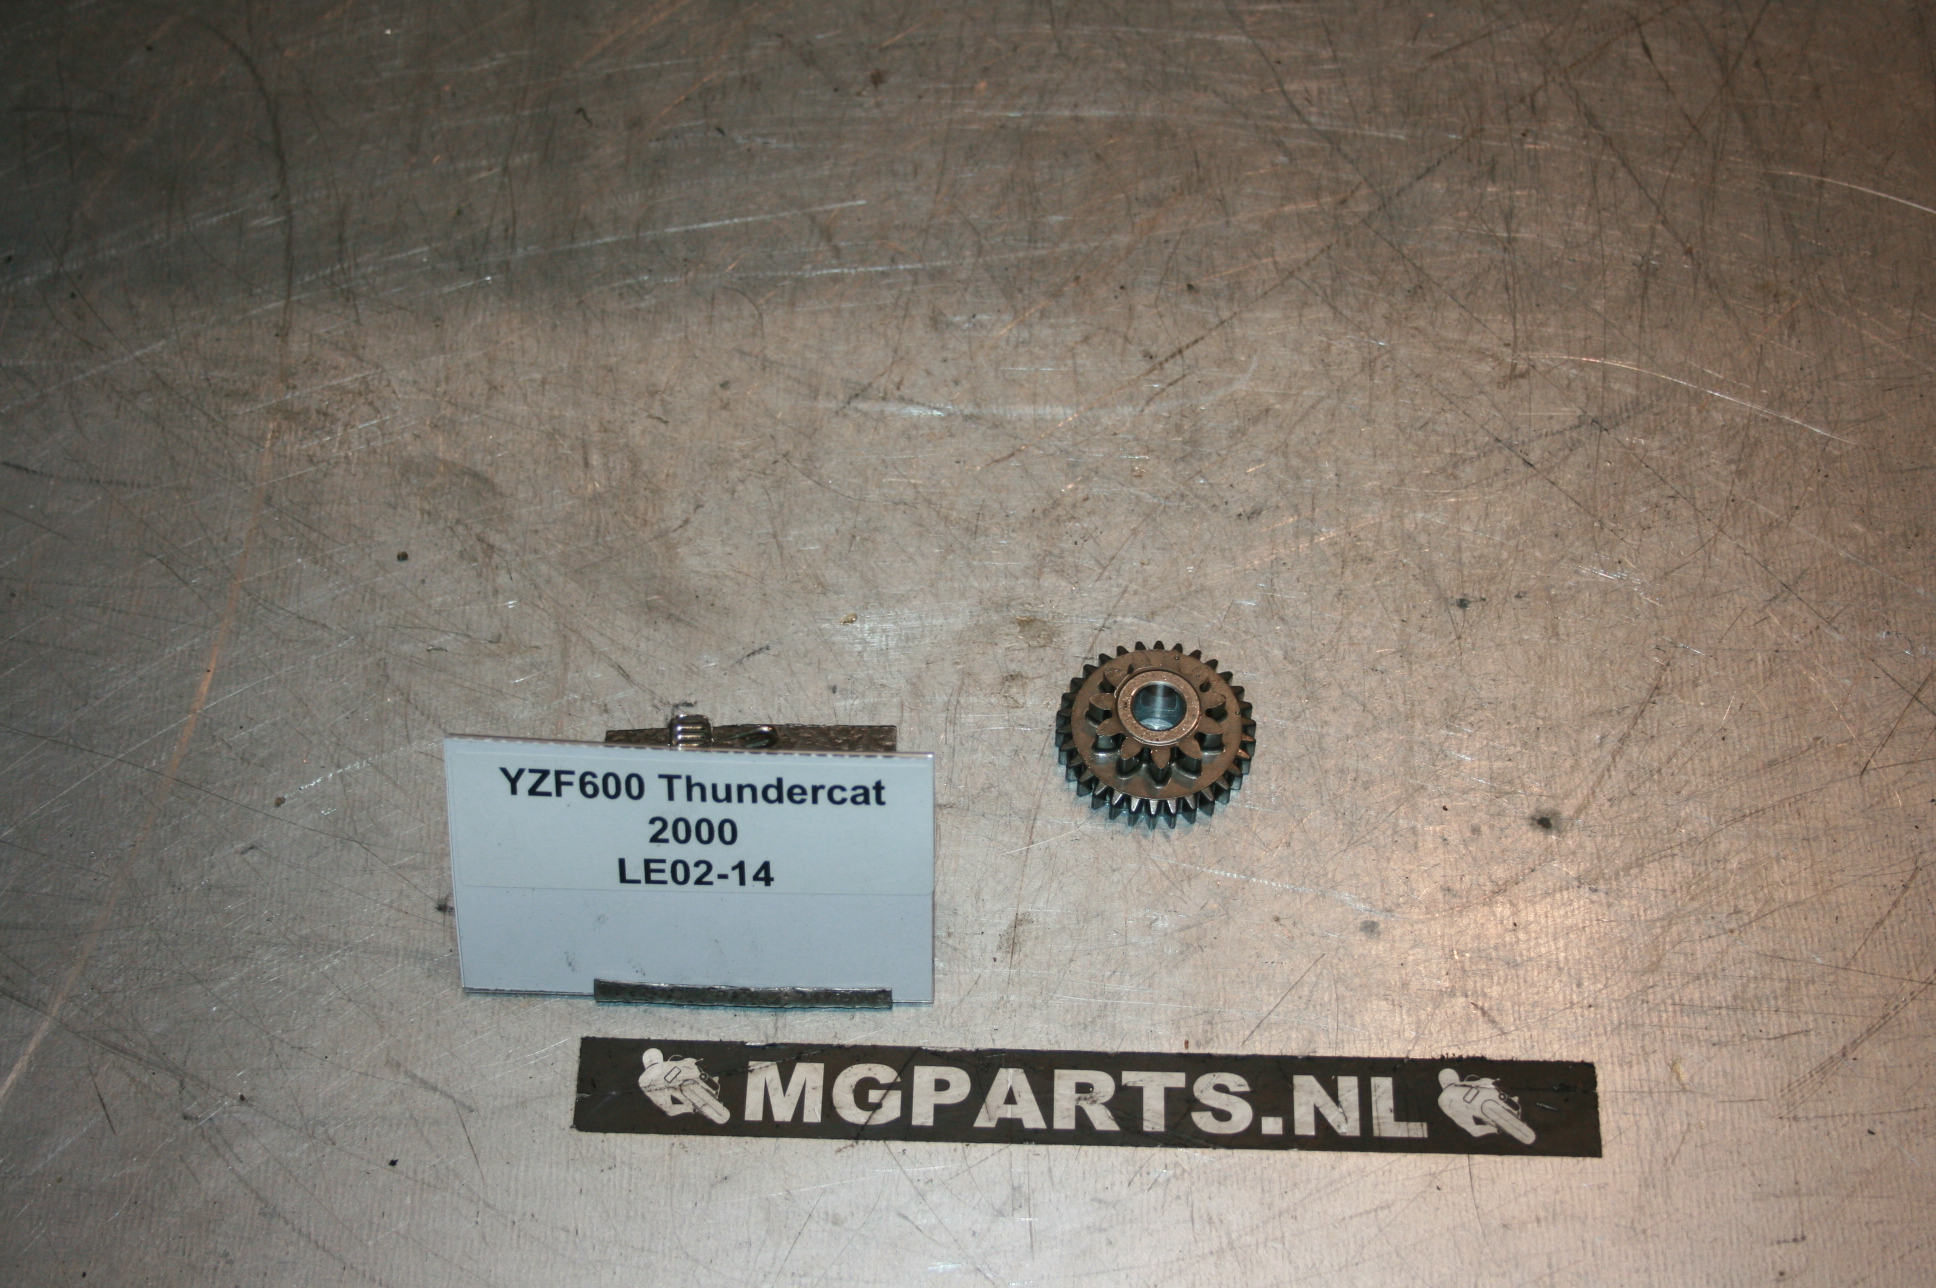 YZF600 Thundercat
2000
LE02-14
MGPARTS.NL